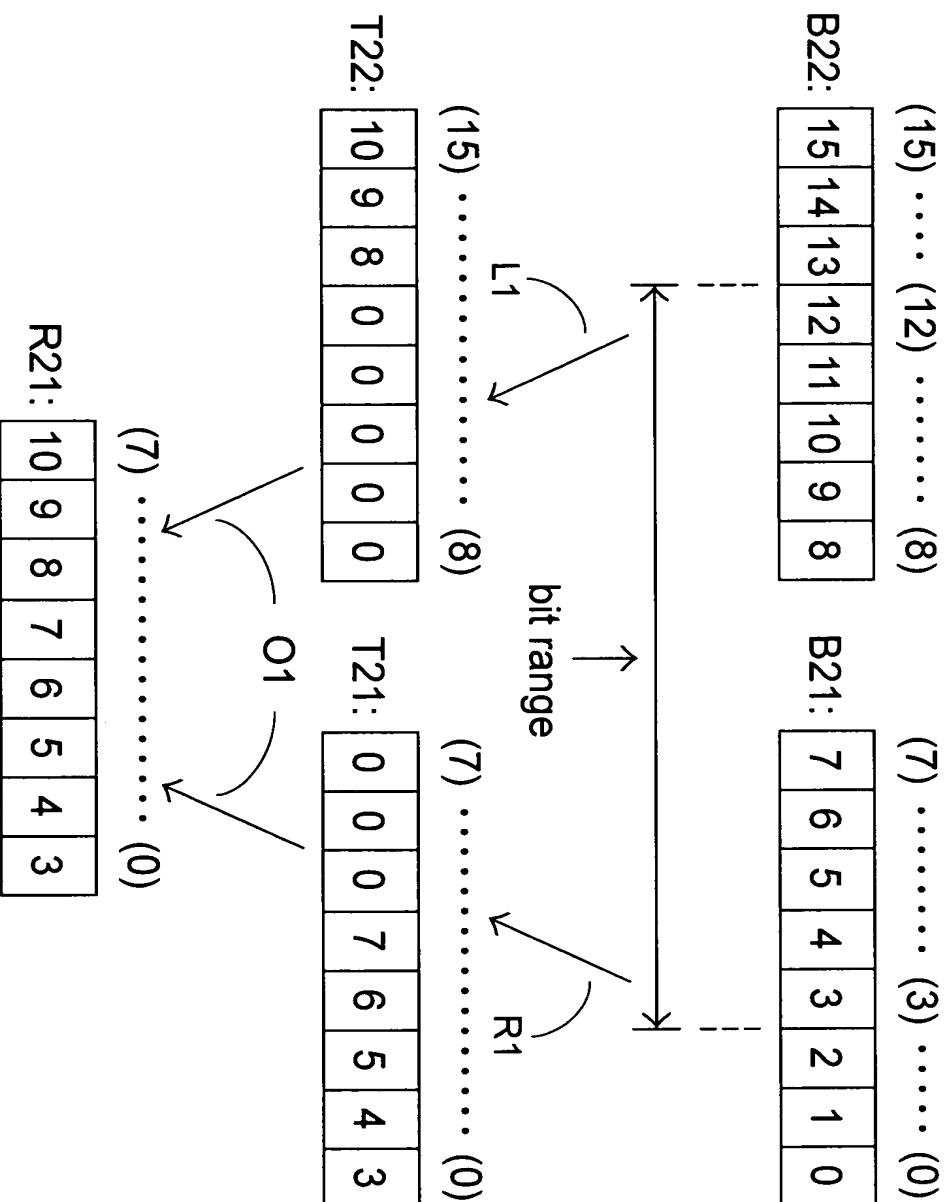 (15) .... (12) ....... (8) (7) ....... (3) ..... (0)
B22: 15 14 13 12 11 10 9 8 B21: 7 6 5 4 3 2 1 0
bit range
L1 R1
(15) ................ (8) (7) ................. (0)
T22: 10 9 8 0 0 0 0 0 T21: 0 0 0 7 6 5 4 3
O1
(7) ................. (0)
R21: 10 9 8 7 6 5 4 3